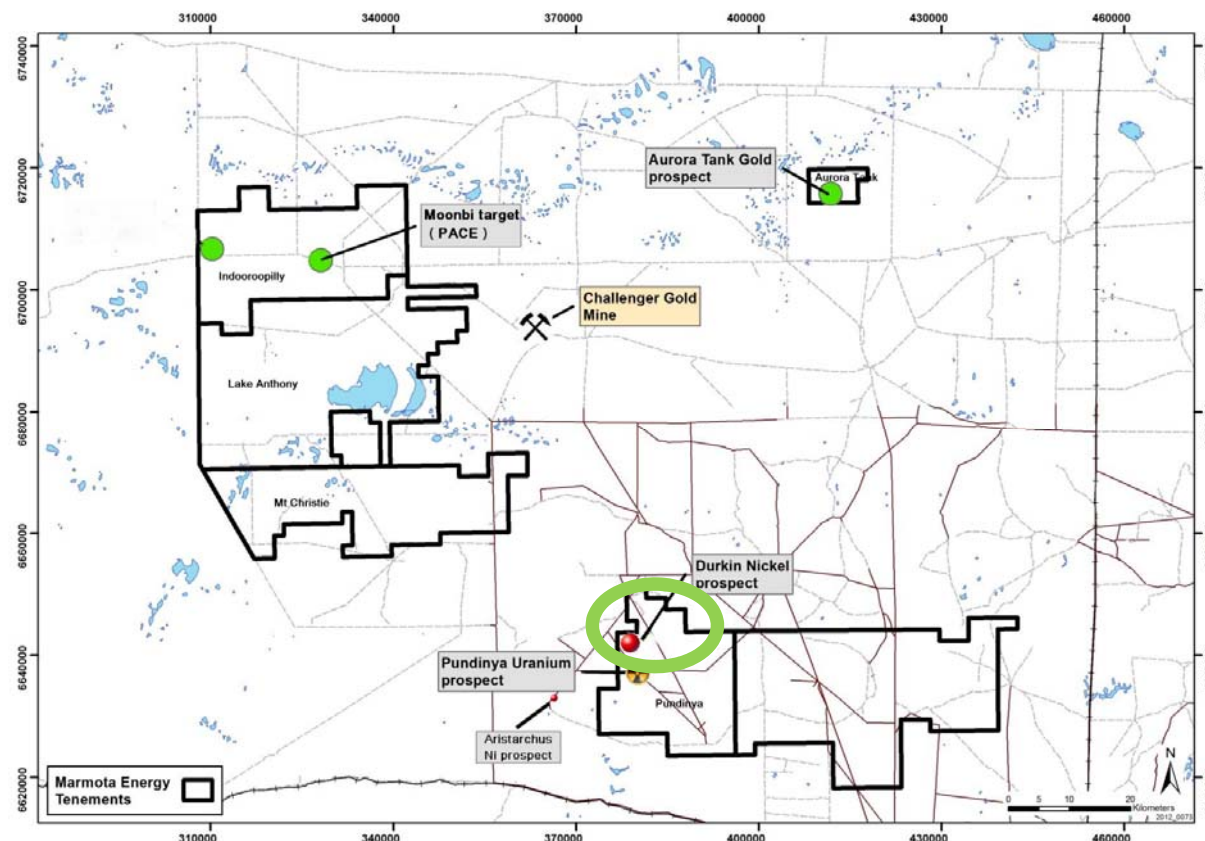 310000 340000 370000 400000 430000 460000
6740000
6720000
6700000
6680000
6660000
6640000
6620000
Aurora Tank Gold
prospect
Aurora Tank
Moonbi target
( PACE )
Indooroopilly
Challenger Gold
Mine
Lake Anthony
Mt Christie
Durkin Nickel
prospect
Pundinya Uranium
prospect
Pundinya
Aristarchus
Ni prospect
Marmota Energy
Tenements
N
0 5 10 20
Kilometers
2012_0075
310000 340000 370000 400000 430000 460000